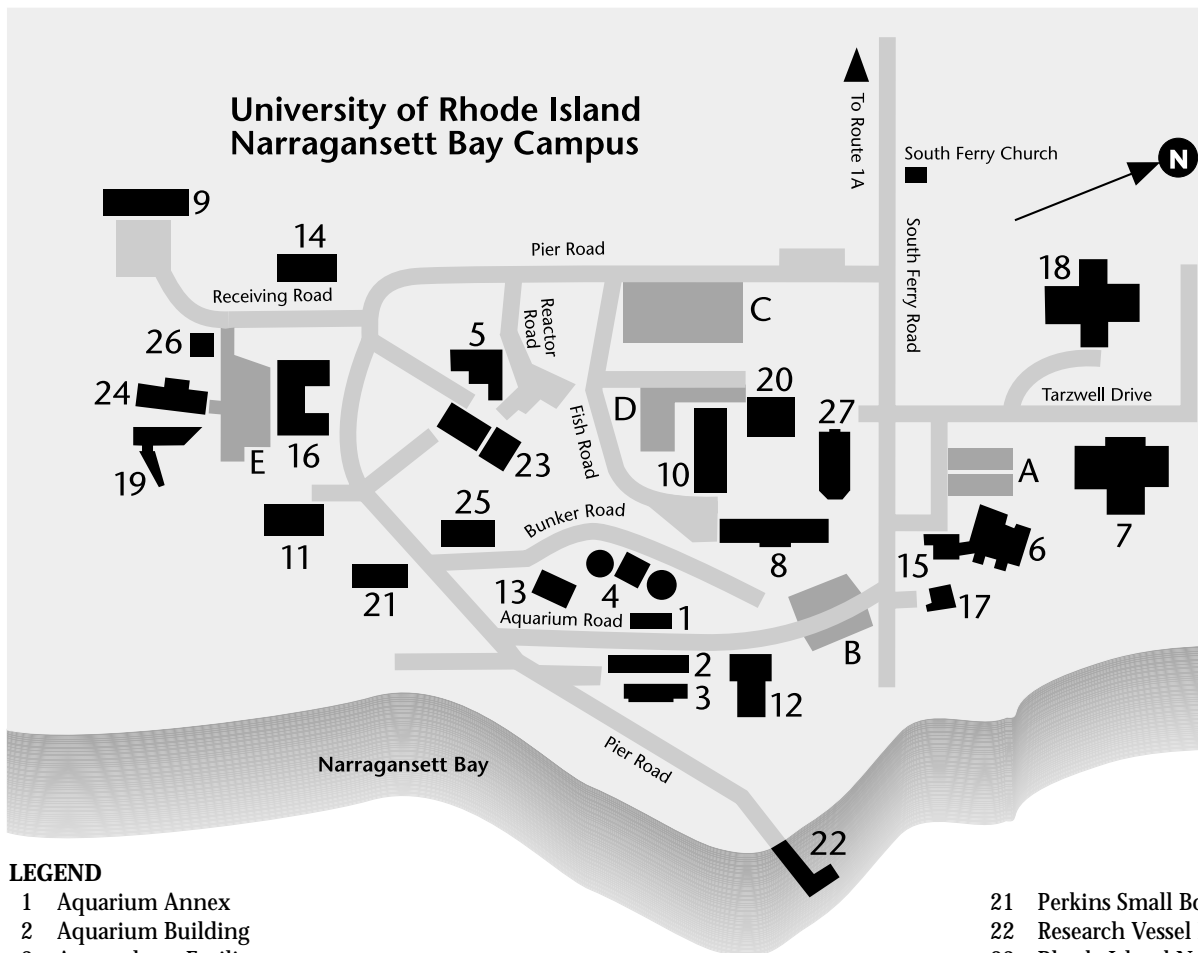 University of Rhode Island
Narragansett Bay Campus
To Route 1A
South Ferry Church
N
South Ferry Road
9
14
Pier Road
18
Receiving Road
Reactor
Road
C
26
5
20
Tarzwell Drive
24
D
27
Fish Road
19
E
16
23
10
A
25
Bunker Road
7
11
8
15
6
13
4
21
Aquarium Road
1
17
2
B
3
12
Pier Road
Narragansett Bay
22
LEGEND
1 Aquarium Annex
2 Aquarium Building
21 Perkins Small
22 Research Vessel